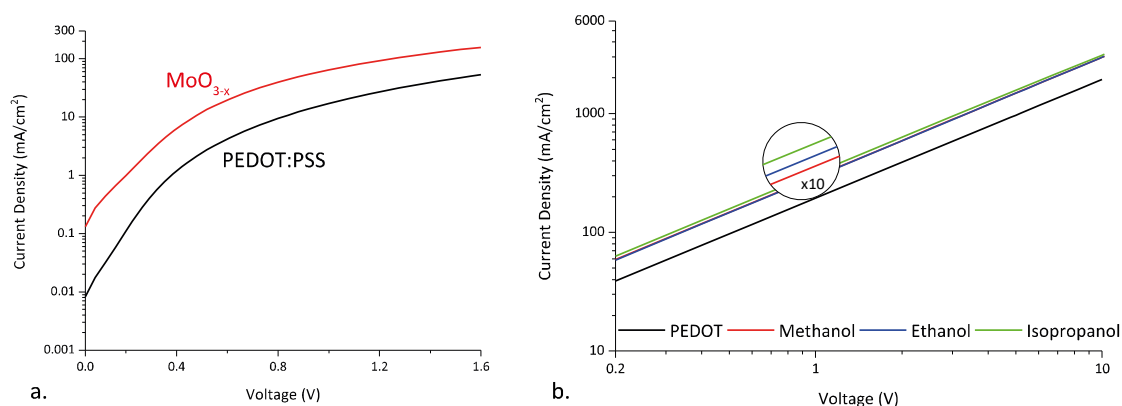 300
100
10
1
0.1
0.01
0.001
Current Density (mA/cm²)
MoO₃₋ₓ
PEDOT:PSS
0.0
0.4
0.8
1.2
1.6
Voltage (V)
a.
6000
1000
100
10
Current Density (mA/cm²)
x10
PEDOT
Methanol
Ethanol
Isopropanol
0.2
1
10
Voltage (V)
b.